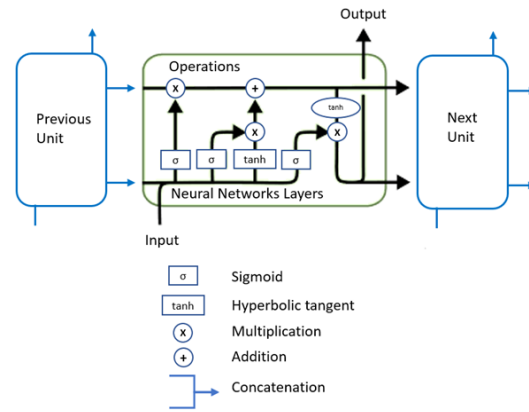 Output
Operations
x
+
tanh
Previous
Unit
x
x
Next
Unit
σ
σ
tanh
σ
Neural Networks Layers
Input
σ
Sigmoid
tanh
Hyperbolic tangent
x
Multiplication
+
Addition
Concatenation